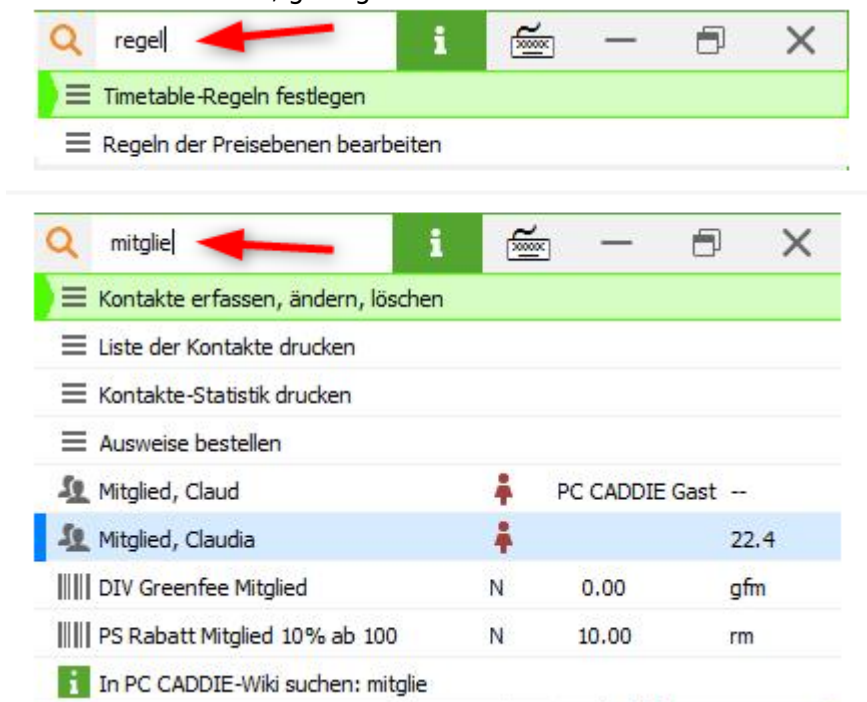 regel
Timetable-Regeln festlegen
Regeln der Preisebenen bearbeiten
mitglie
Kontakte erfassen, ändern, löschen
Liste der Kontakte drucken
Kontakte-Statistik drucken
Ausweise bestellen
Mitglied, Claud PC CADDIE Gast --
Mitglied, Claudia 22.4
DIV Greenfee Mitglied N 0.00 gfm
PS Rabatt Mitglied 10% ab 100 N 10.00 rm
In PC CADDIE-Wiki suchen: mitglie